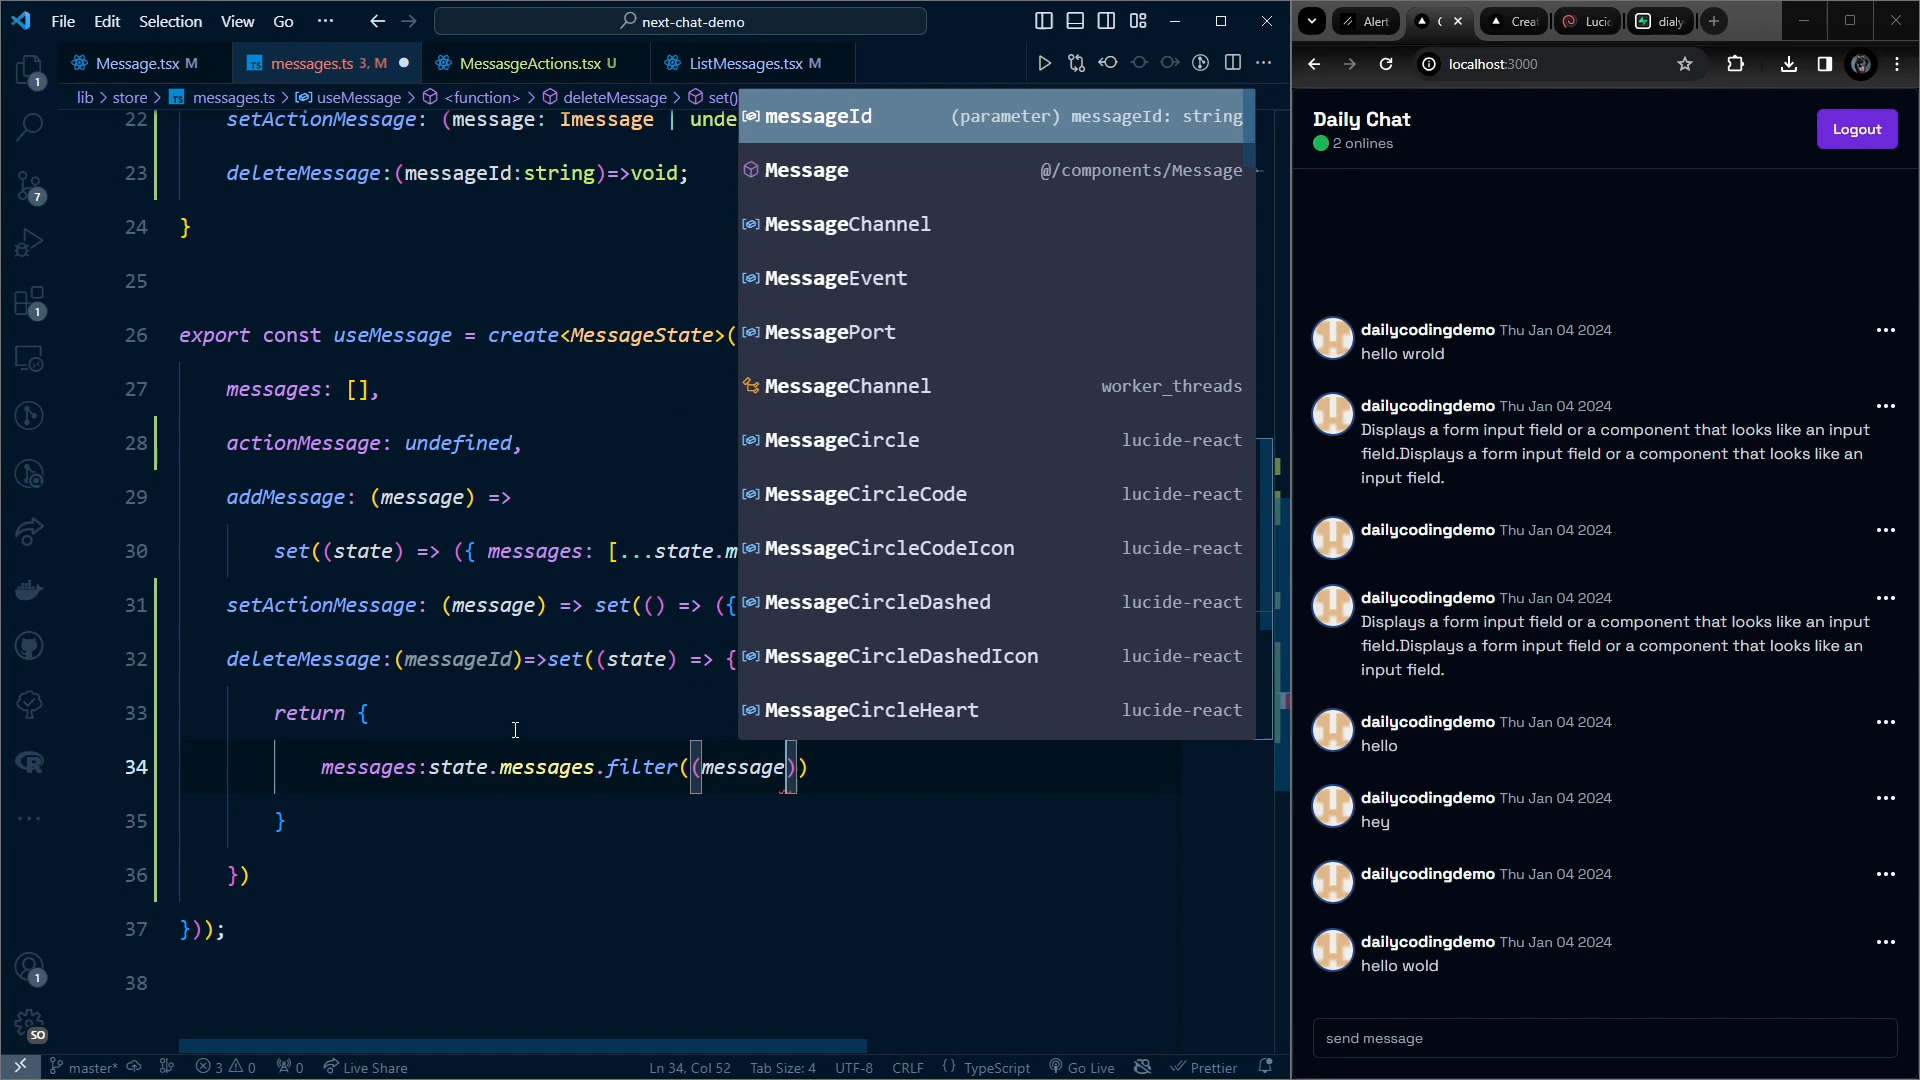 File Edit Selection View Go ··· next-chat-demo
Message.tsx M messages.ts 3, M MessasgeActions.tsx U ListMessages.tsx M
lib > store > TS messages.ts > useMessage > <function> > deleteMessage > set()
22 setActionMessage: (message: Imessage | unde
23 deleteMessage:(messageId:string)=>void;
24 }
25
26 export const useMessage = create<MessageState>(
27 messages: [],
28 actionMessage: undefined,
29 addMessage: (message) =>
30 set((state) => ({ messages: [...state.m
31 setActionMessage: (message) => set(() => ({
32 deleteMessage:(messageId)=>set((state) => {
33 return {
34 messages:state.messages.filter((message))
35 }
36 })
37 }));
38
messageId (parameter) messageId: string
Message @/components/Message
MessageChannel
MessageEvent
MessagePort
MessageChannel worker_threads
MessageCircle lucide-react
MessageCircleCode lucide-react
MessageCircleCodeIcon lucide-react
MessageCircleDashed lucide-react
MessageCircleDashedIcon lucide-react
MessageCircleHeart lucide-react
1
7
1
1
SO
master* 3 0 0 Live Share Ln 34, Col 52 Tab Size: 4 UTF-8 CRLF {} TypeScript Go Live Prettier
Alert Crea Lucic dialy
localhost:3000
Daily Chat
2 onlines
Logout
dailycodingdemo Thu Jan 04 2024
hello wrold
dailycodingdemo Thu Jan 04 2024
Displays a form input field or a component that looks like an input
field.Displays a form input field or a component that looks like an
input field.
dailycodingdemo Thu Jan 04 2024
dailycodingdemo Thu Jan 04 2024
Displays a form input field or a component that looks like an input
field.Displays a form input field or a component that looks like an
input field.
dailycodingdemo Thu Jan 04 2024
hello
dailycodingdemo Thu Jan 04 2024
hey
dailycodingdemo Thu Jan 04 2024
dailycodingdemo Thu Jan 04 2024
hello wold
send message